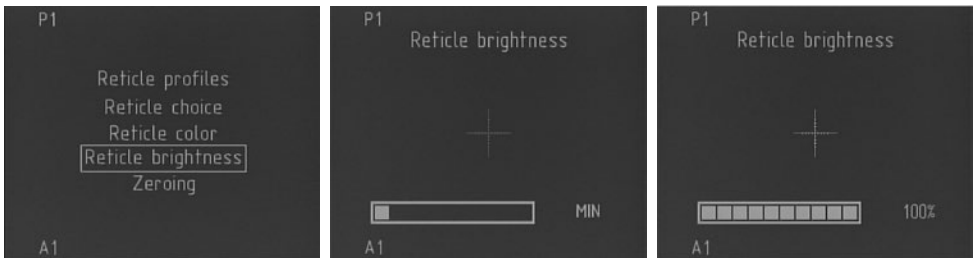 P1
Reticle profiles
Reticle choice
Reticle color
Reticle brightness
Zeroing
A1
P1
Reticle brightness
MIN
A1
P1
Reticle brightness
100%
A1